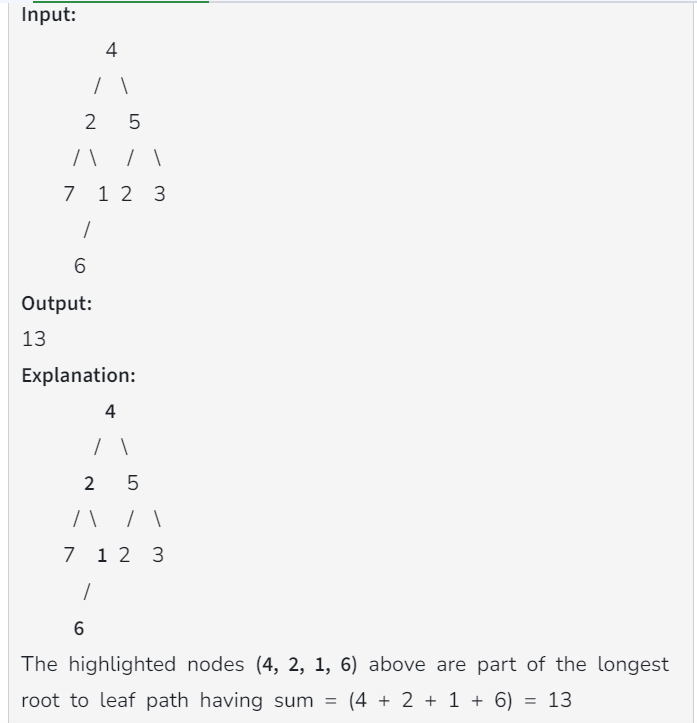 Input:
4
/ \
2 5
/ \ / \
7 1 2 3
/
6
Output:
13
Explanation:
4
/ \
2 5
/ \ / \
7 1 2 3
/
6
The highlighted nodes (4, 2, 1, 6) above are part of the longest
root to leaf path having sum = (4 + 2 + 1 + 6) = 13